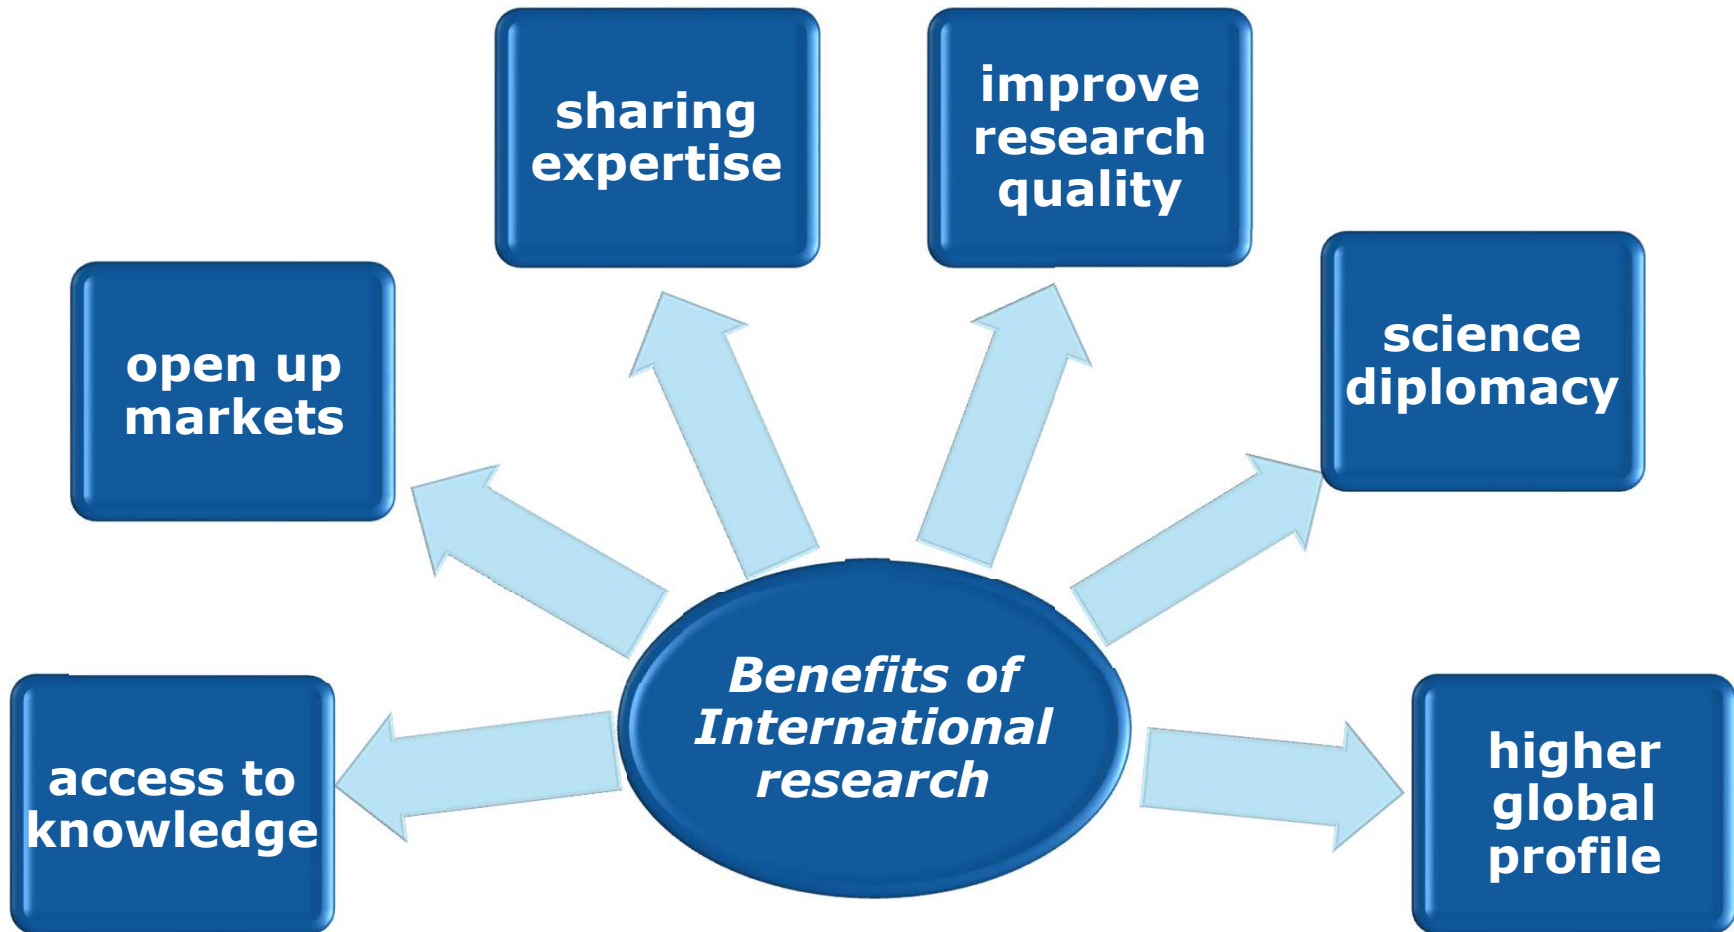 sharing
expertise
improve
research
quality
open up
markets
science
diplomacy
access to
knowledge
Benefits of
International
research
higher
global
profile